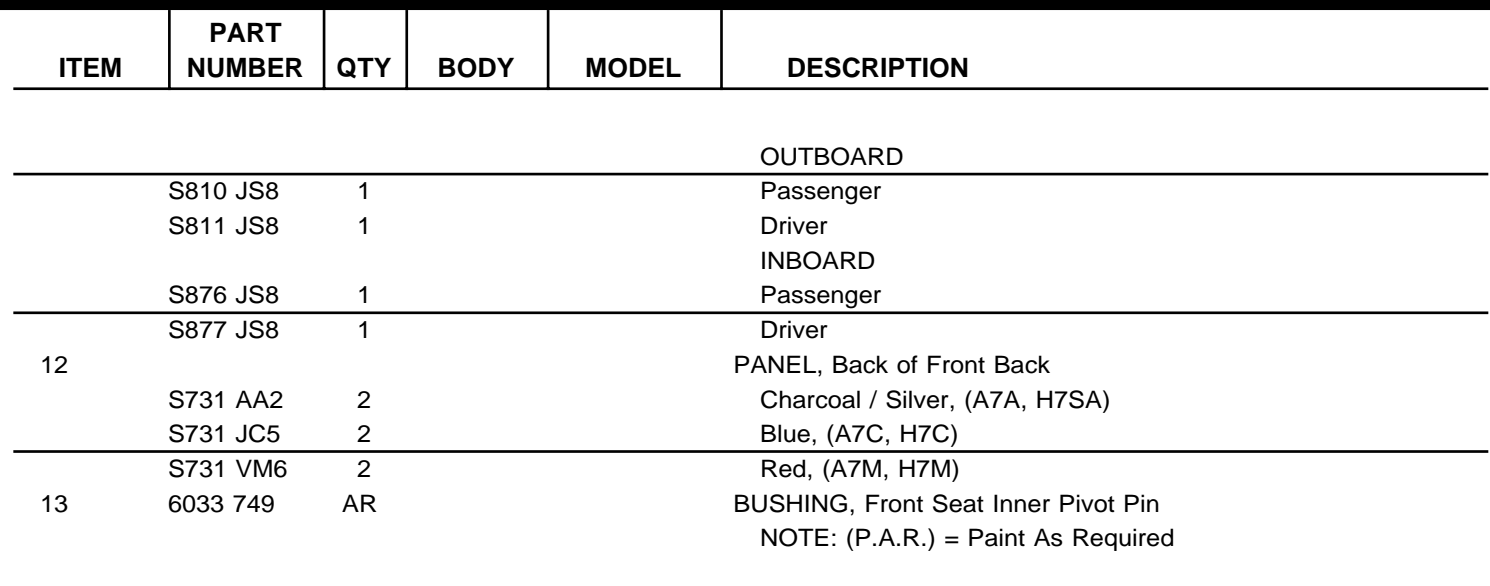 PART
ITEM NUMBER QTY BODY MODEL DESCRIPTION
OUTBOARD
S810 JS8 1 Passenger
S811 JS8 1 Driver
INBOARD
S876 JS8 1 Passenger
S877 JS8 1 Driver
12 PANEL, Back of Front Back
S731 AA2 2 Charcoal / Silver, (A7A, H7SA)
S731 JC5 2 Blue, (A7C, H7C)
S731 VM6 2 Red, (A7M, H7M)
13 6033 749 AR BUSHING, Front Seat Inner Pivot Pin
NOTE: (P.A.R.) = Paint As Required